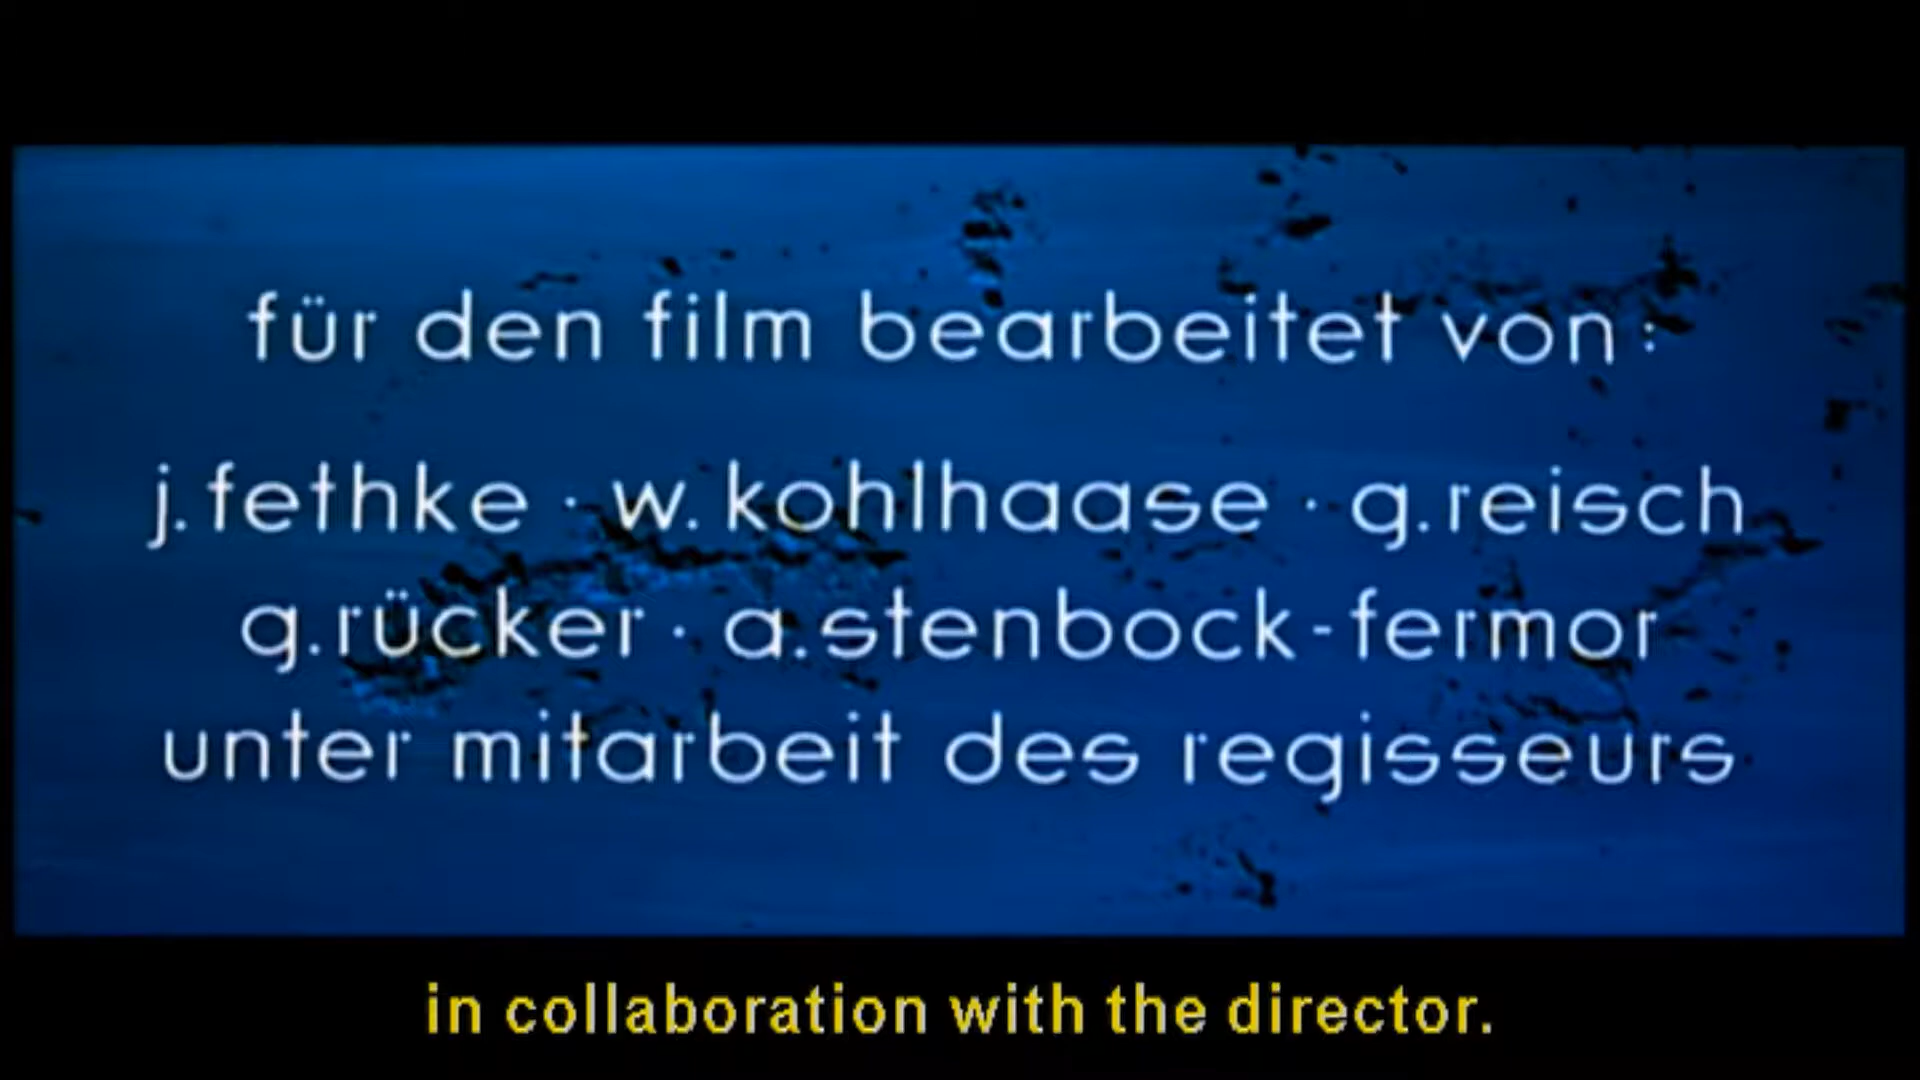 für den film bearbeitet von:
j. fethke · w. kohlhaase · g. reisch
g. rücker · a. stenbock-fermor
unter mitarbeit des regisseurs
in collaboration with the director.